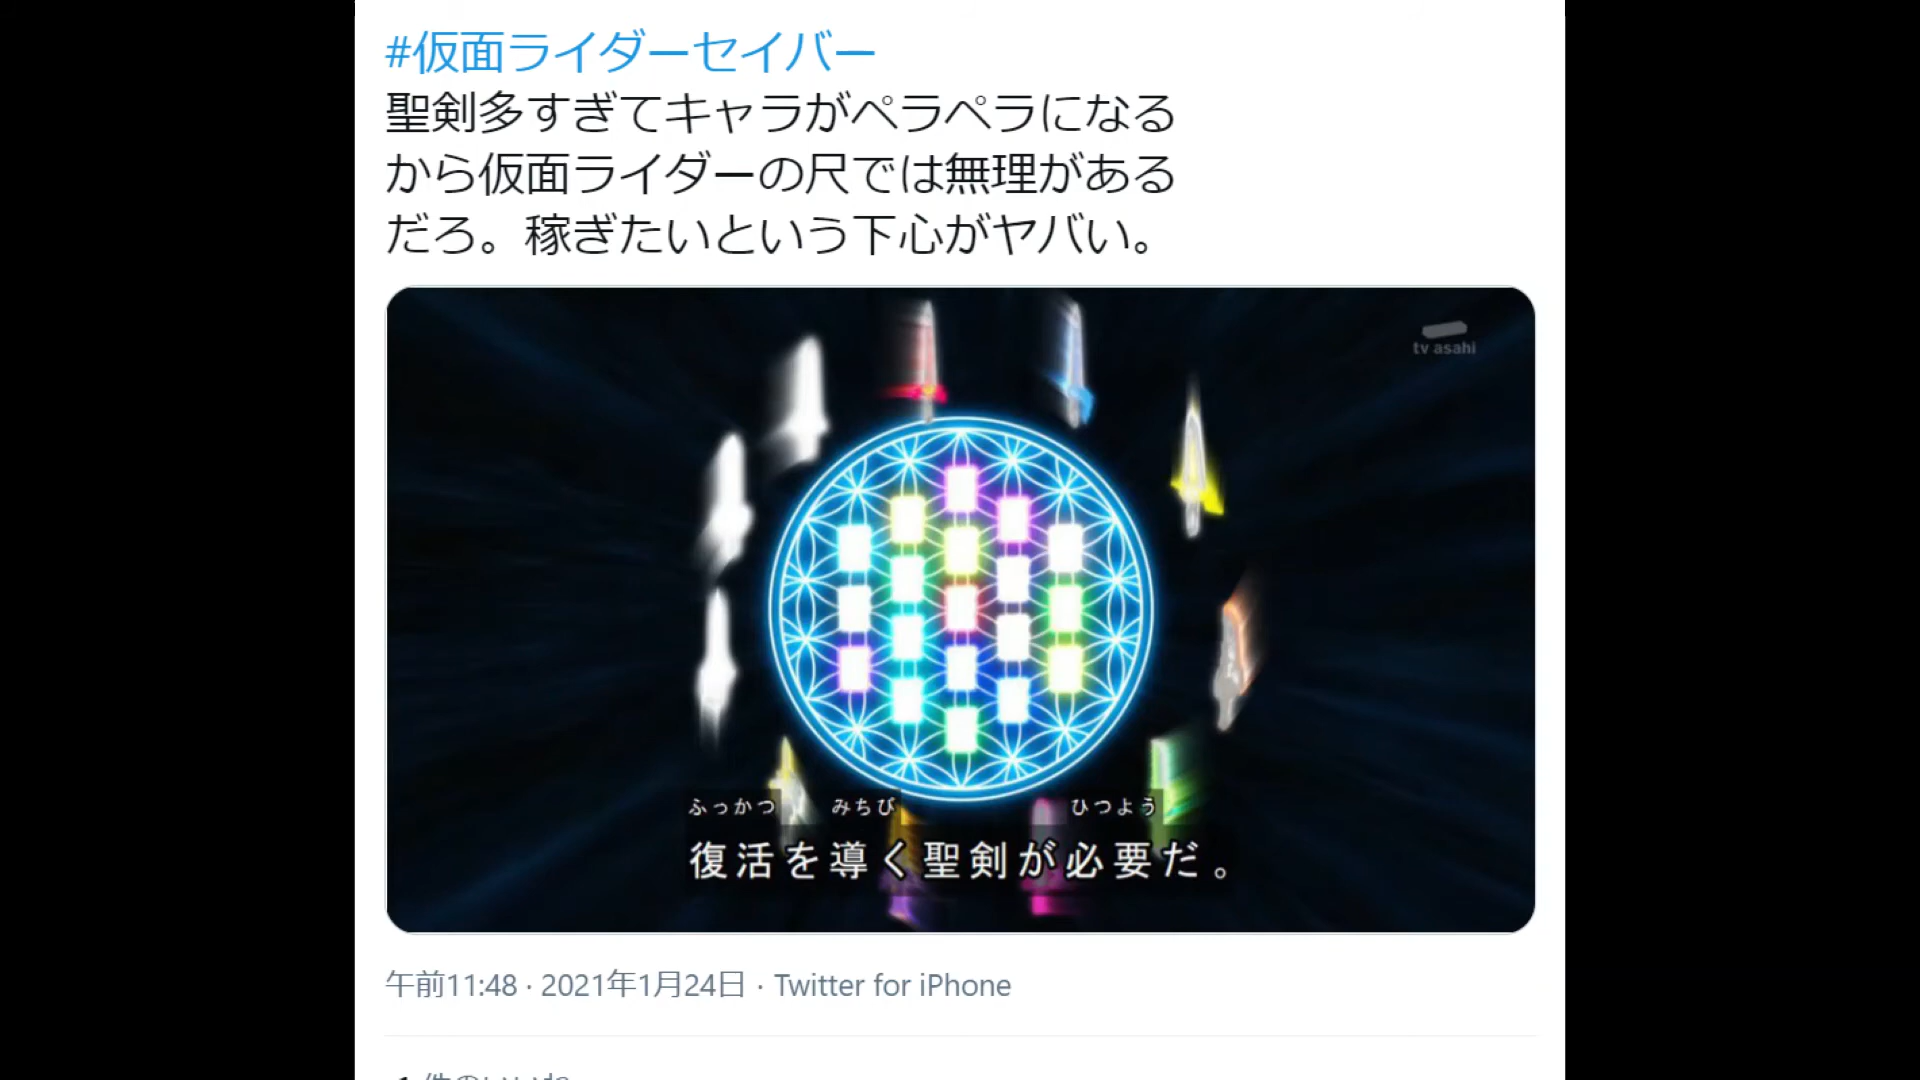 #仮面ライダーセイバー
聖剣多すぎてキャラがペラペラになる
から仮面ライダーの尺では無理がある
だろ。稼ぎたいという下心がヤバい。
tv asahi
ふっかつ みちび ひつよう
復活を導く聖剣が必要だ。
午前11:48 · 2021年1月24日 · Twitter for iPhone